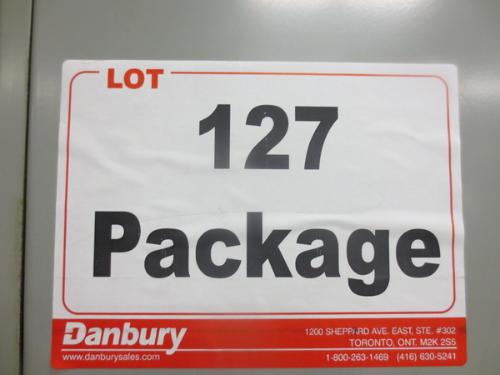 LOT
127
Package
Danbury
www.danburysales.com
1200 SHEPPARD AVE. EAST, STE. #302
TORONTO, ONT. M2K 2S5
1-800-263-1469 (416) 630-5241